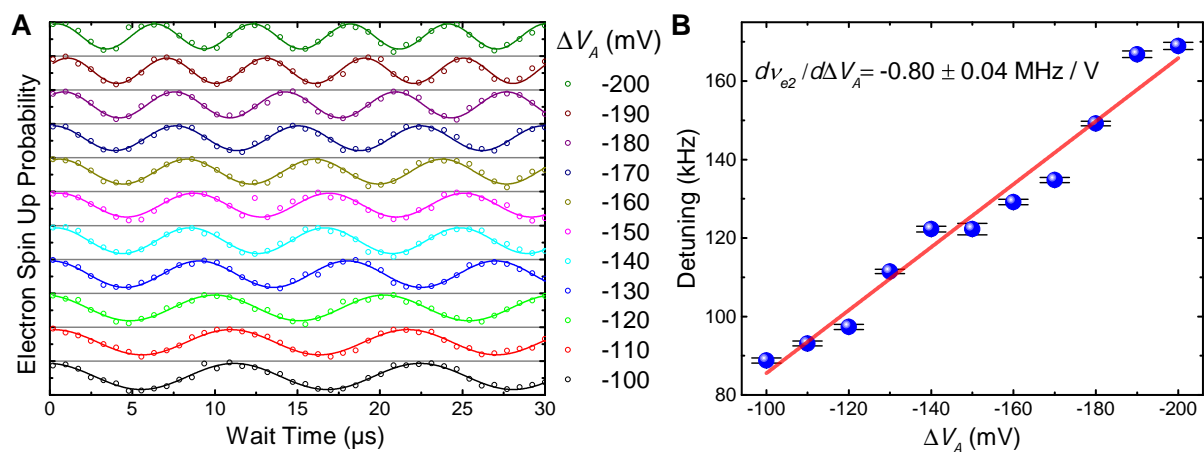 A
Electron Spin Up Probability
0 5 10 15 20 25 30
Wait Time (µs)
ΔV_A (mV)
-200
-190
-180
-170
-160
-150
-140
-130
-120
-110
-100
B
dν_e2/dΔV_A= -0.80 ± 0.04 MHz / V
Detuning (kHz)
160
140
120
100
80
-100 -120 -140 -160 -180 -200
ΔV_A (mV)